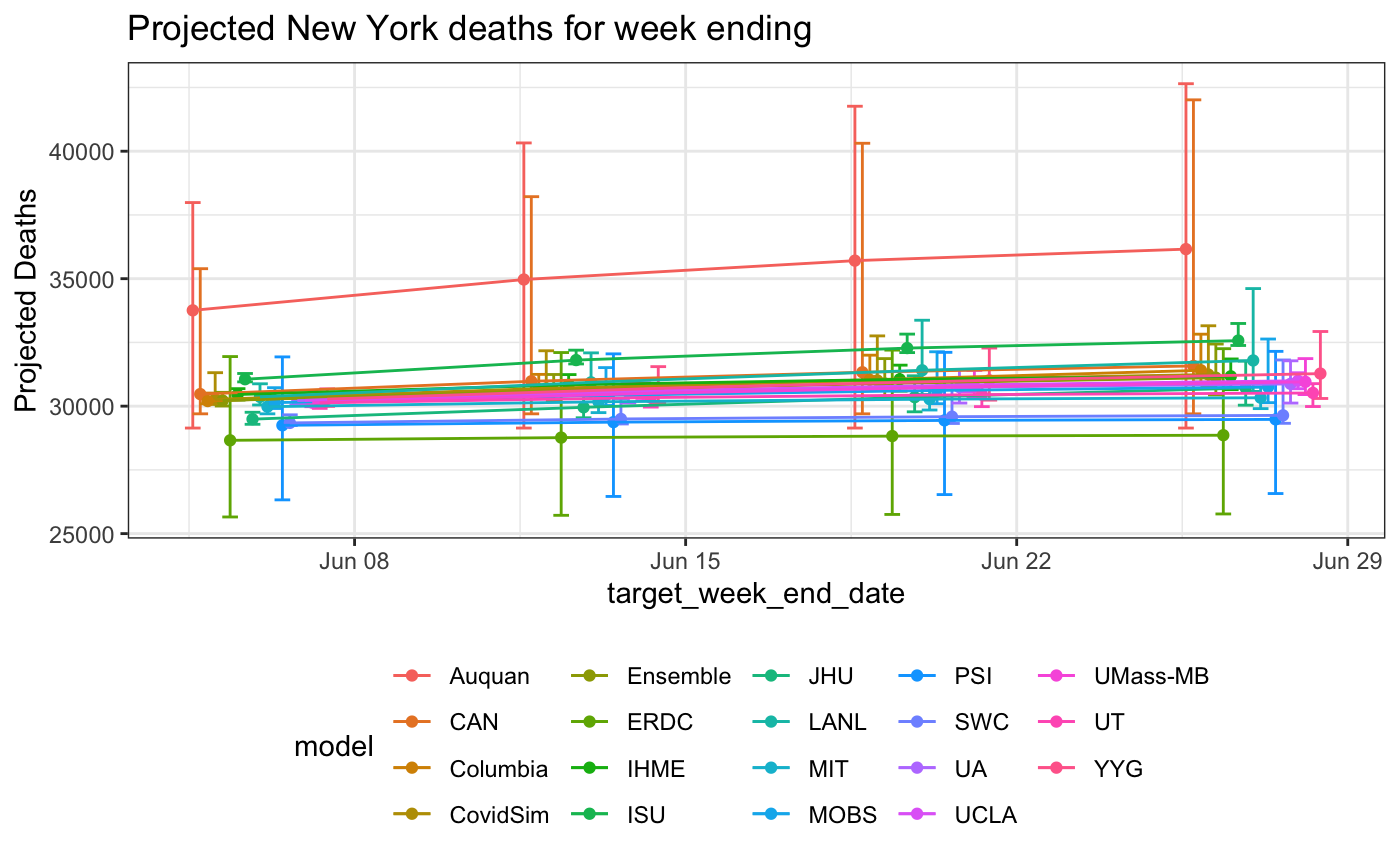 Projected New York deaths for week ending
Projected Deaths
40000
35000
30000
25000
Jun 08 Jun 15 Jun 22 Jun 29
target_week_end_date
model
Auquan Ensemble JHU PSI UMass-MB
CAN ERDC LANL SWC UT
Columbia IHME MIT UA YYG
CovidSim ISU MOBS UCLA